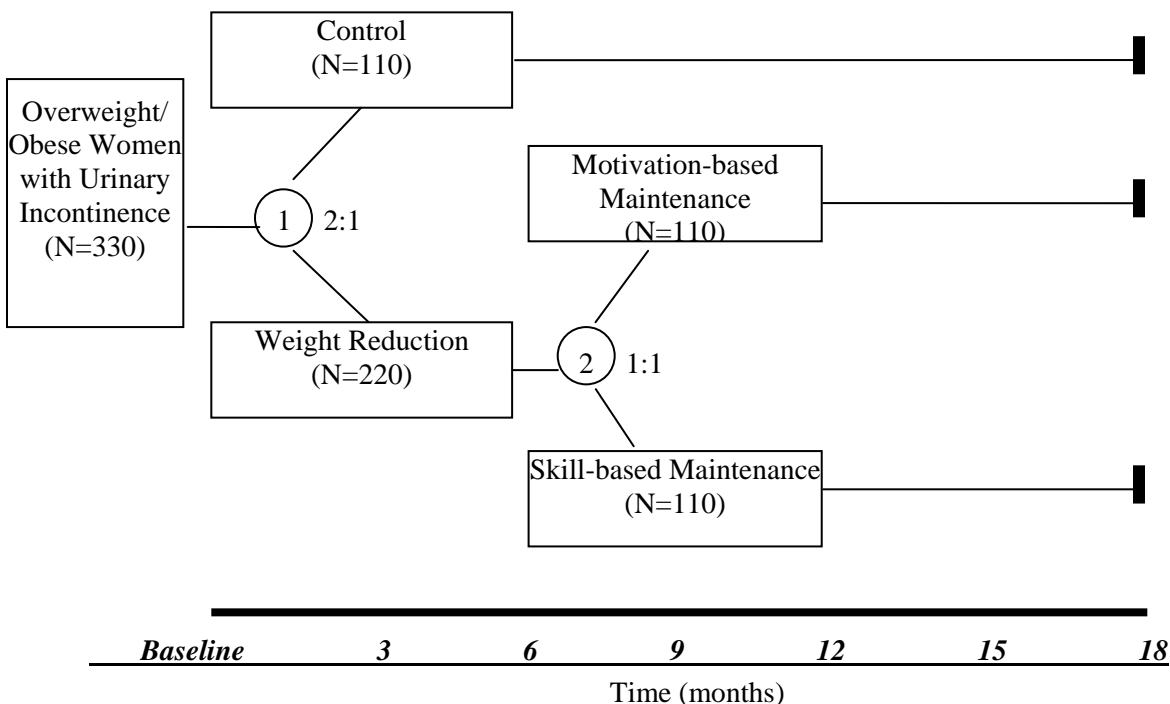 Control
(N=110)
Overweight/
Obese Women
with Urinary
Incontinence
(N=330)
1
2:1
Motivation-based
Maintenance
(N=110)
Weight Reduction
(N=220)
2
1:1
Skill-based Maintenance
(N=110)
Baseline 3 6 9 12 15 18
Time (months)